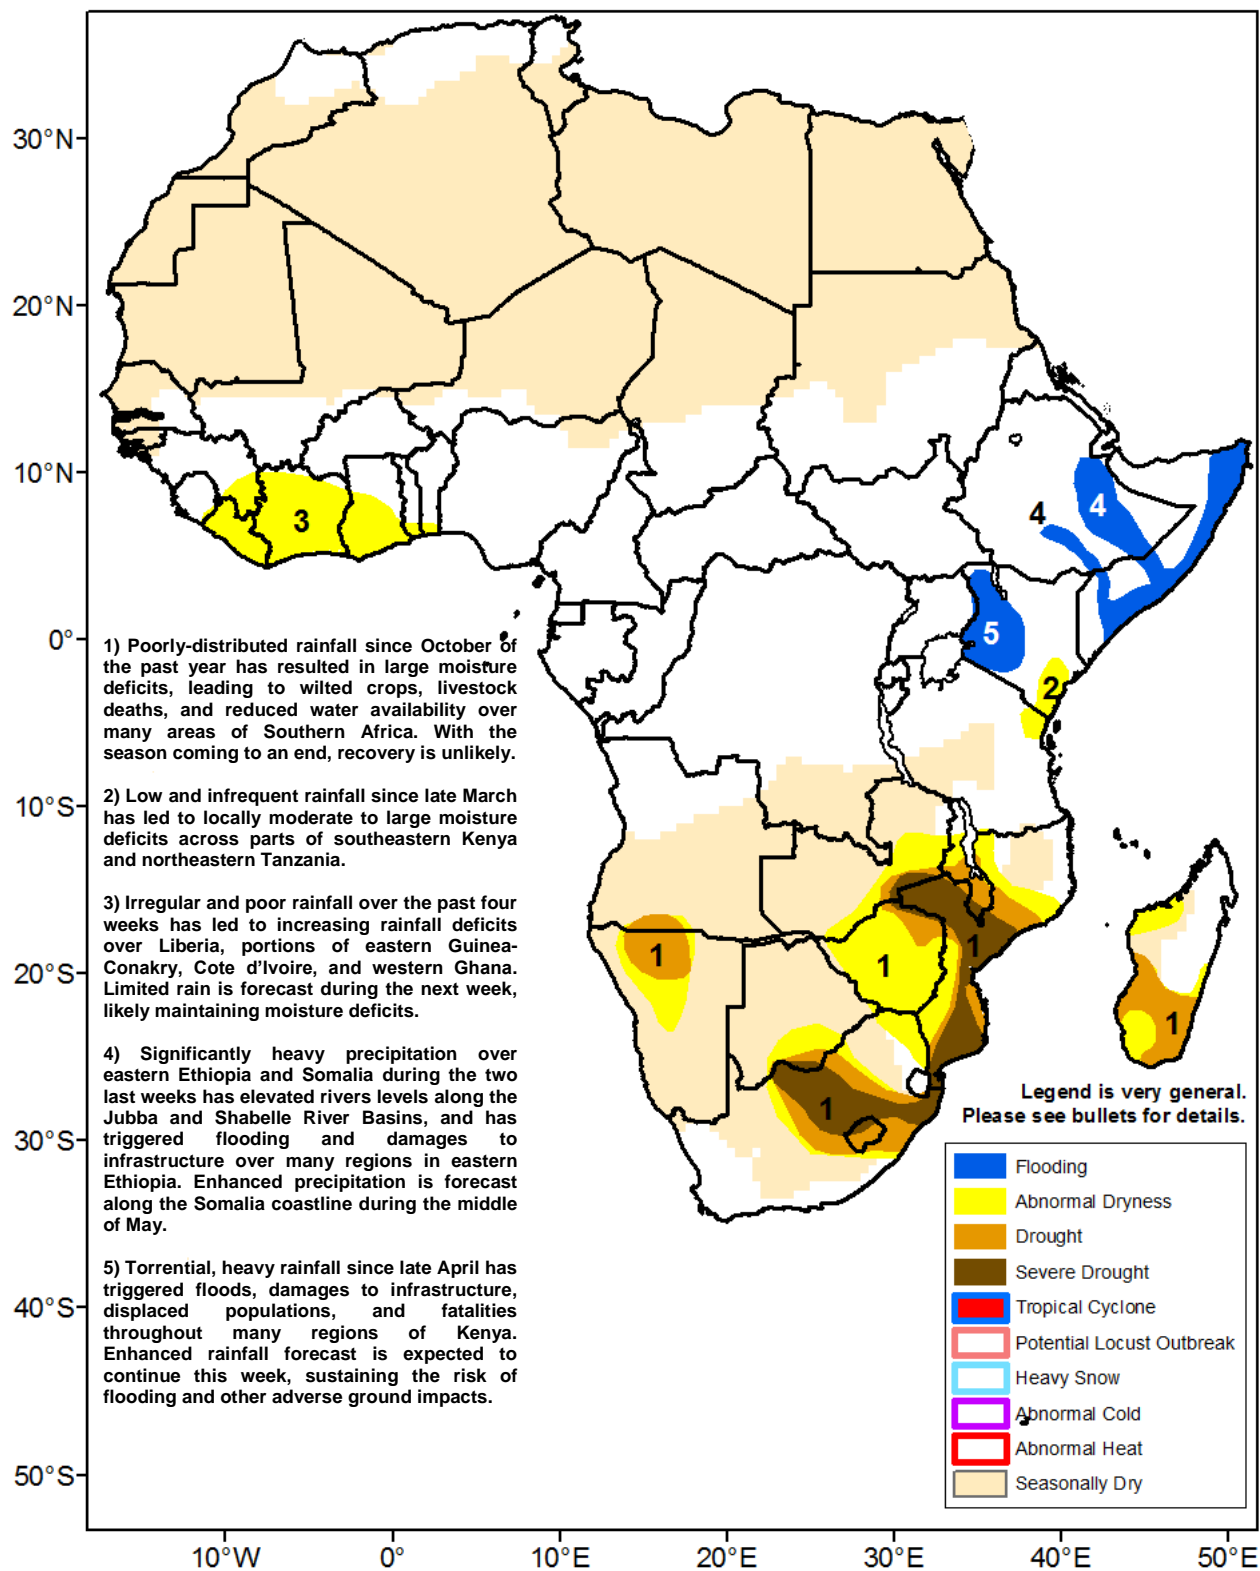 30°N
20°N
10°N
0°
10°S
20°S
30°S
40°S
50°S
10°W
0°
10°E
20°E
30°E
40°E
50°E
3
4
4
5
2
1
1
1
1
1
1) Poorly-distributed rainfall since October of
the past year has resulted in large moisture
deficits, leading to wilted crops, livestock
deaths, and reduced water availability over
many areas of Southern Africa. With the
season coming to an end, recovery is unlikely.
2) Low and infrequent rainfall since late March
has led to locally moderate to large moisture
deficits across parts of southeastern Kenya
and northeastern Tanzania.
3) Irregular and poor rainfall over the past four
weeks has led to increasing rainfall deficits
over Liberia, portions of eastern Guinea-
Conakry, Cote d'Ivoire, and western Ghana.
Limited rain is forecast during the next week,
likely maintaining moisture deficits.
4) Significantly heavy precipitation over
eastern Ethiopia and Somalia during the two
last weeks has elevated rivers levels along the
Jubba and Shabelle River Basins, and has
triggered flooding and damages to
infrastructure over many regions in eastern
Ethiopia. Enhanced precipitation is forecast
along the Somalia coastline during the middle
of May.
5) Torrential, heavy rainfall since late April has
triggered floods, damages to infrastructure,
displaced populations, and fatalities
throughout many regions of Kenya.
Enhanced rainfall forecast is expected to
continue this week, sustaining the risk of
flooding and other adverse ground impacts.
Legend is very general.
Please see bullets for details.
Flooding
Abnormal Dryness
Drought
Severe Drought
Tropical Cyclone
Potential Locust Outbreak
Heavy Snow
Abnormal Cold
Abnormal Heat
Seasonally Dry